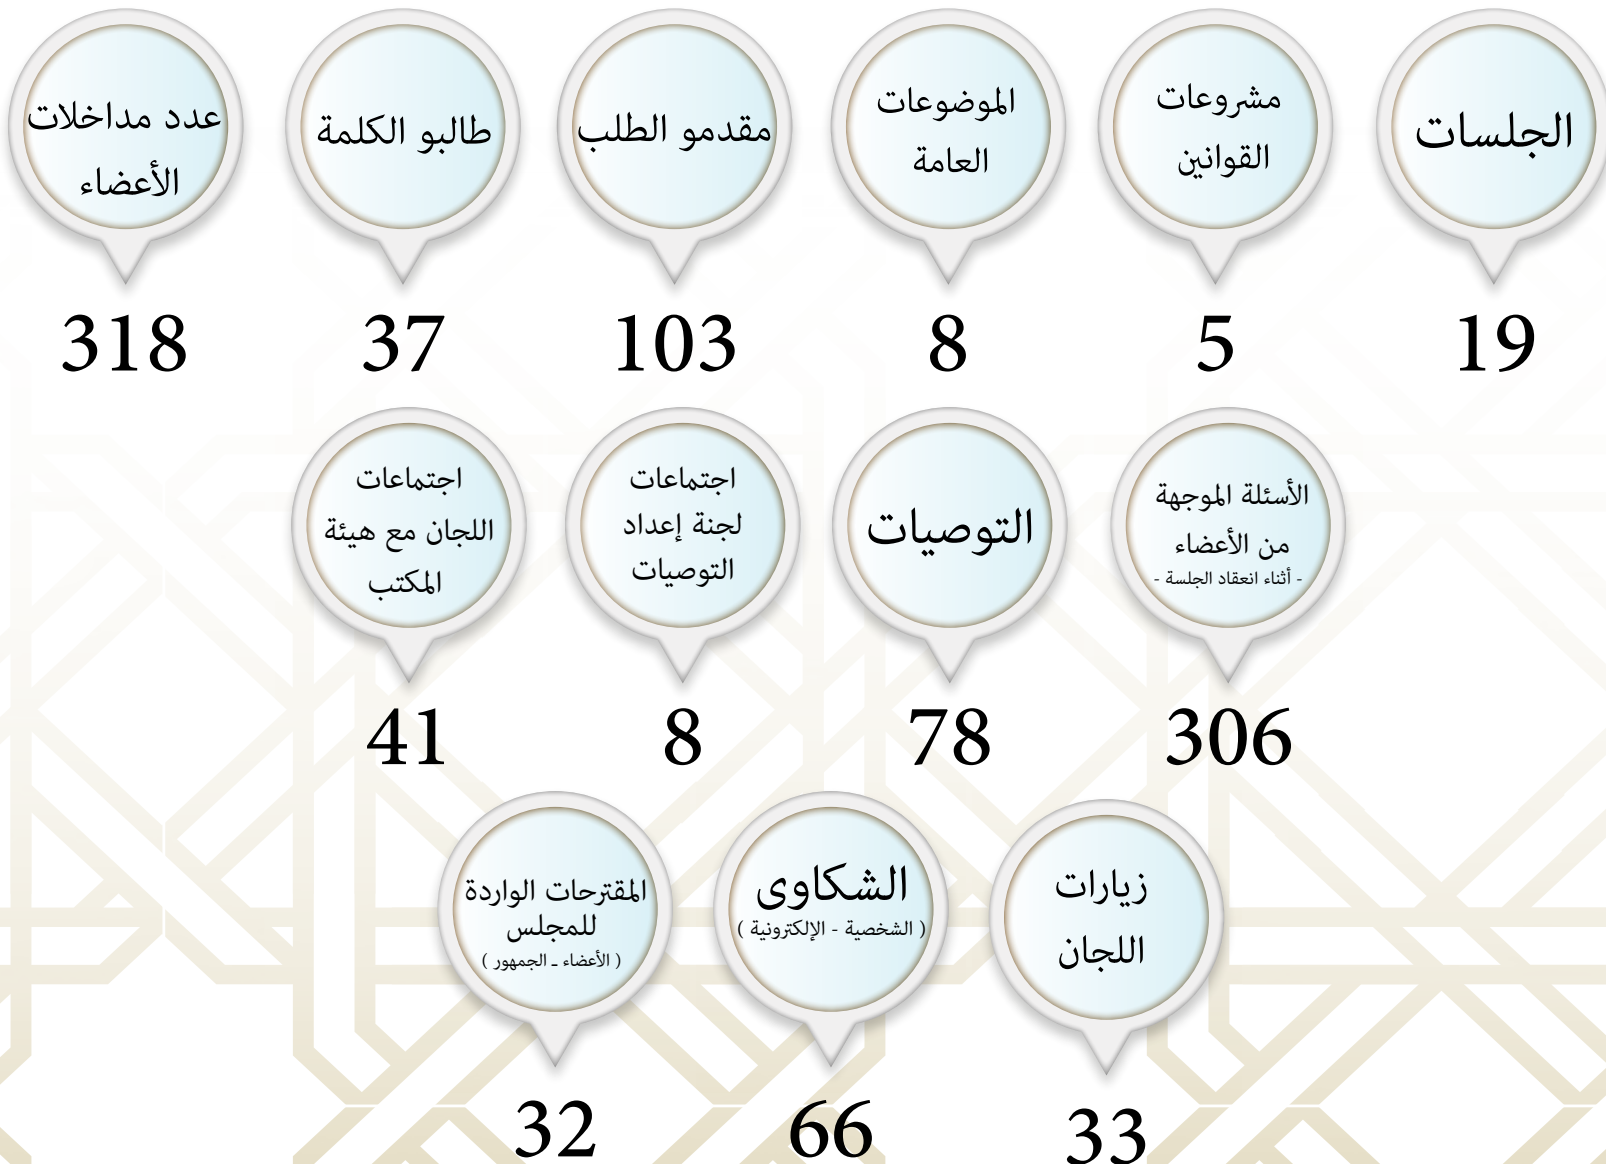 الجلسات
19
مشروعات
القوانين
5
الموضوعات
العامة
8
مقدمو الطلب
103
طالبو الكلمة
37
عدد مداخلات
الأعضاء
318
الأسئلة الموجهة
من الأعضاء
- أثناء انعقاد الجلسة -
306
التوصيات
78
اجتماعات
لجنة إعداد
التوصيات
8
اجتماعات
اللجان مع هيئة
المكتب
41
زيارات
اللجان
33
الشكاوى
( الشخصية - الإلكترونية )
66
المقترحات الواردة
للمجلس
( الأعضاء - الجمهور )
32